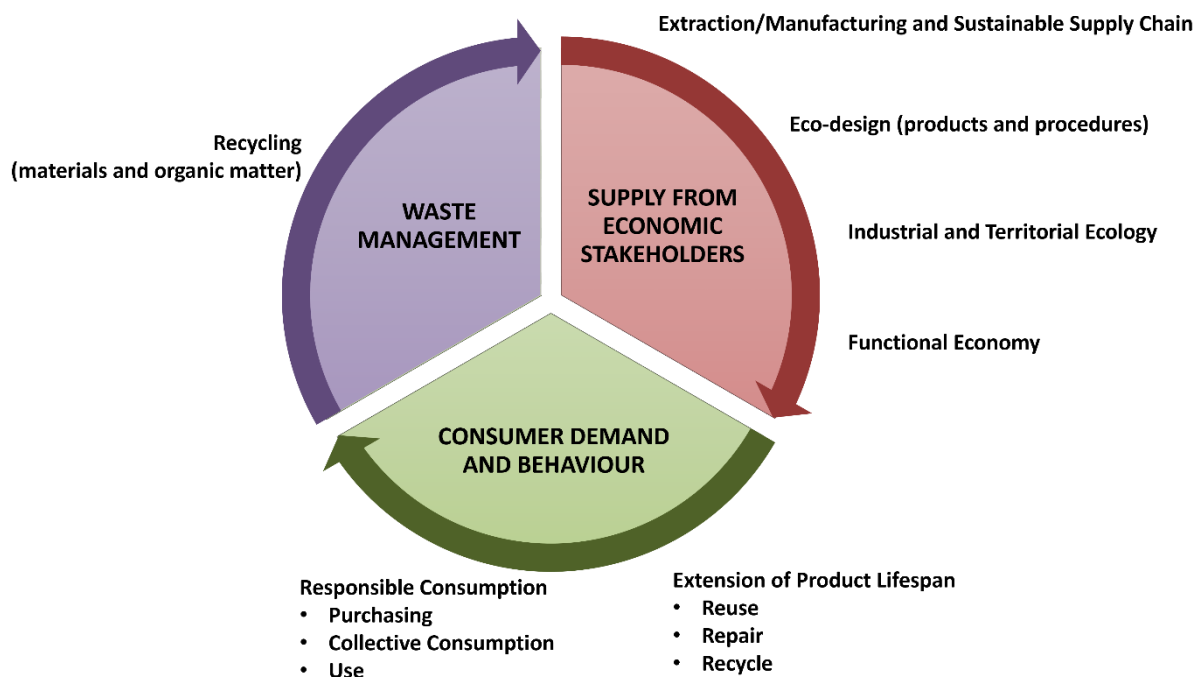 Extraction/Manufacturing and Sustainable Supply Chain
Eco-design (products and procedures)
Industrial and Territorial Ecology
Functional Economy
SUPPLY FROM
ECONOMIC
STAKEHOLDERS
Recycling
(materials and organic matter)
WASTE
MANAGEMENT
CONSUMER DEMAND
AND BEHAVIOUR
Responsible Consumption
• Purchasing
• Collective Consumption
• Use
Extension of Product Lifespan
• Reuse
• Repair
• Recycle